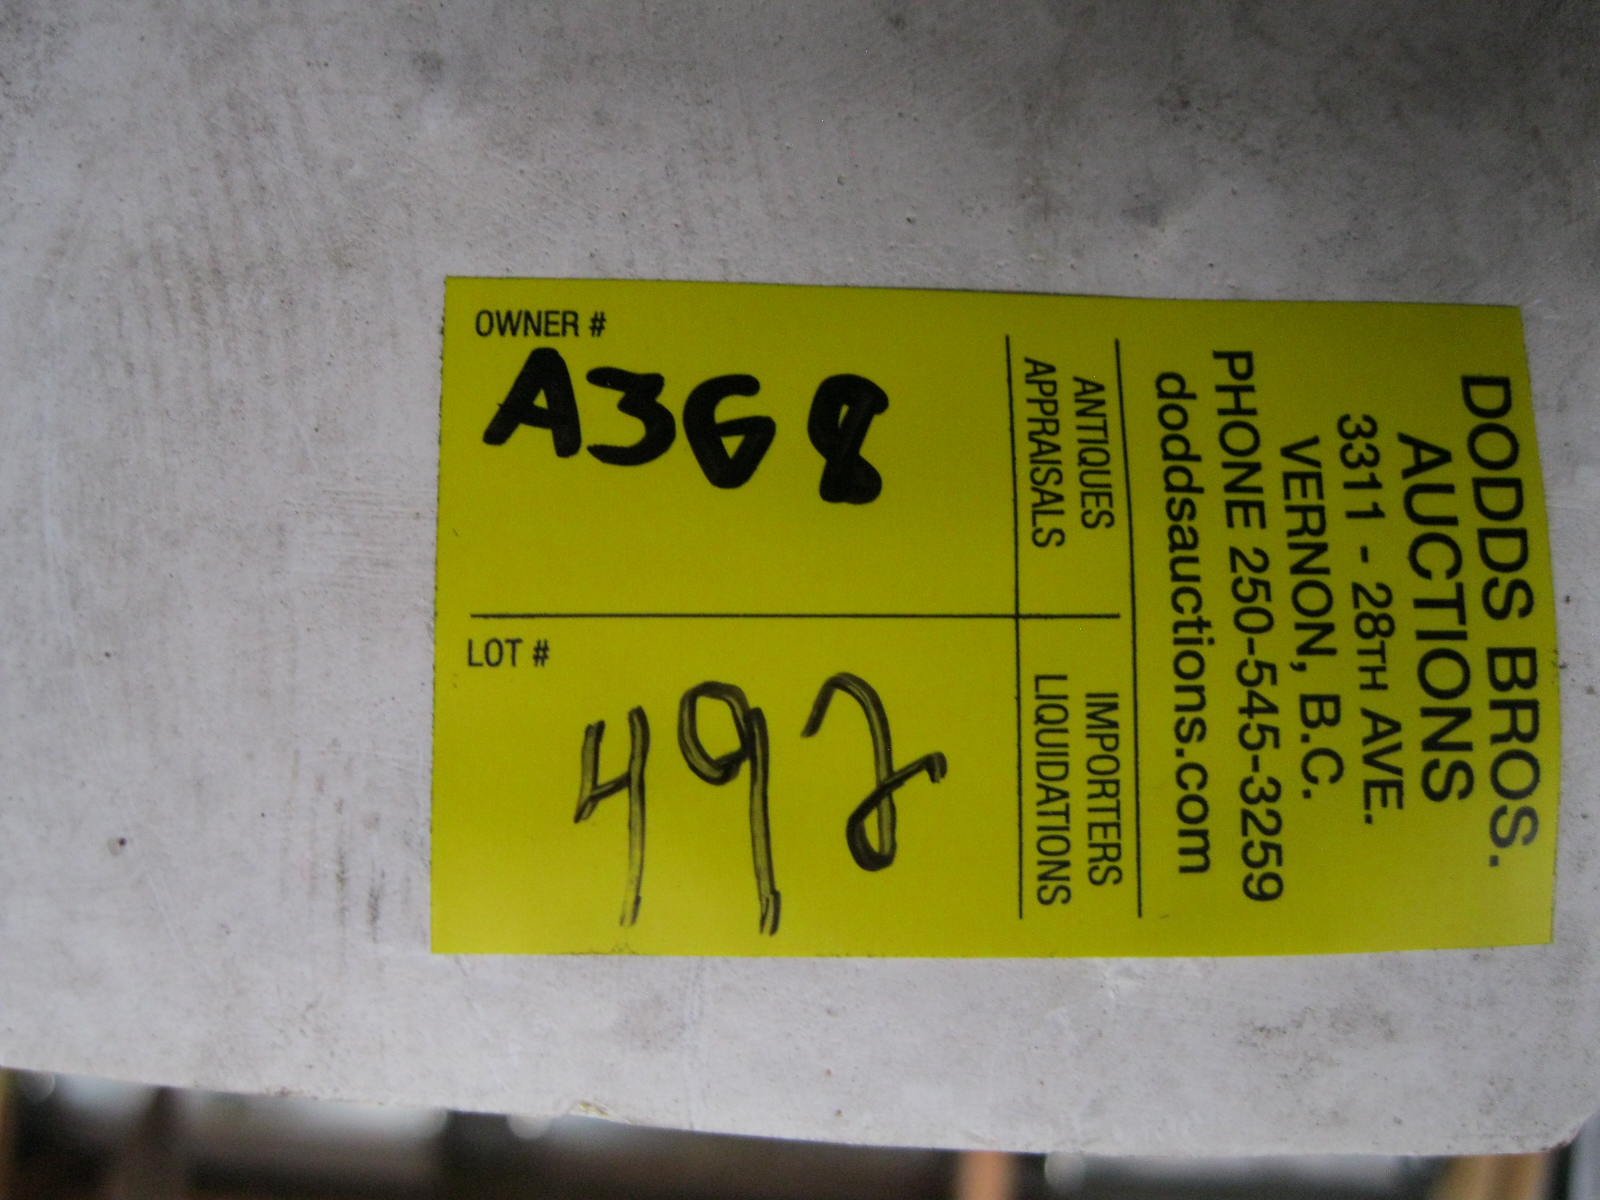 DODDS BROS.
AUCTIONS
3311 - 28TH AVE.
VERNON, B.C.
PHONE 250-545-3259
doddsauctions.com
ANTIQUES
APPRAISALS
IMPORTERS
LIQUIDATIONS
OWNER #
A368
LOT #
492